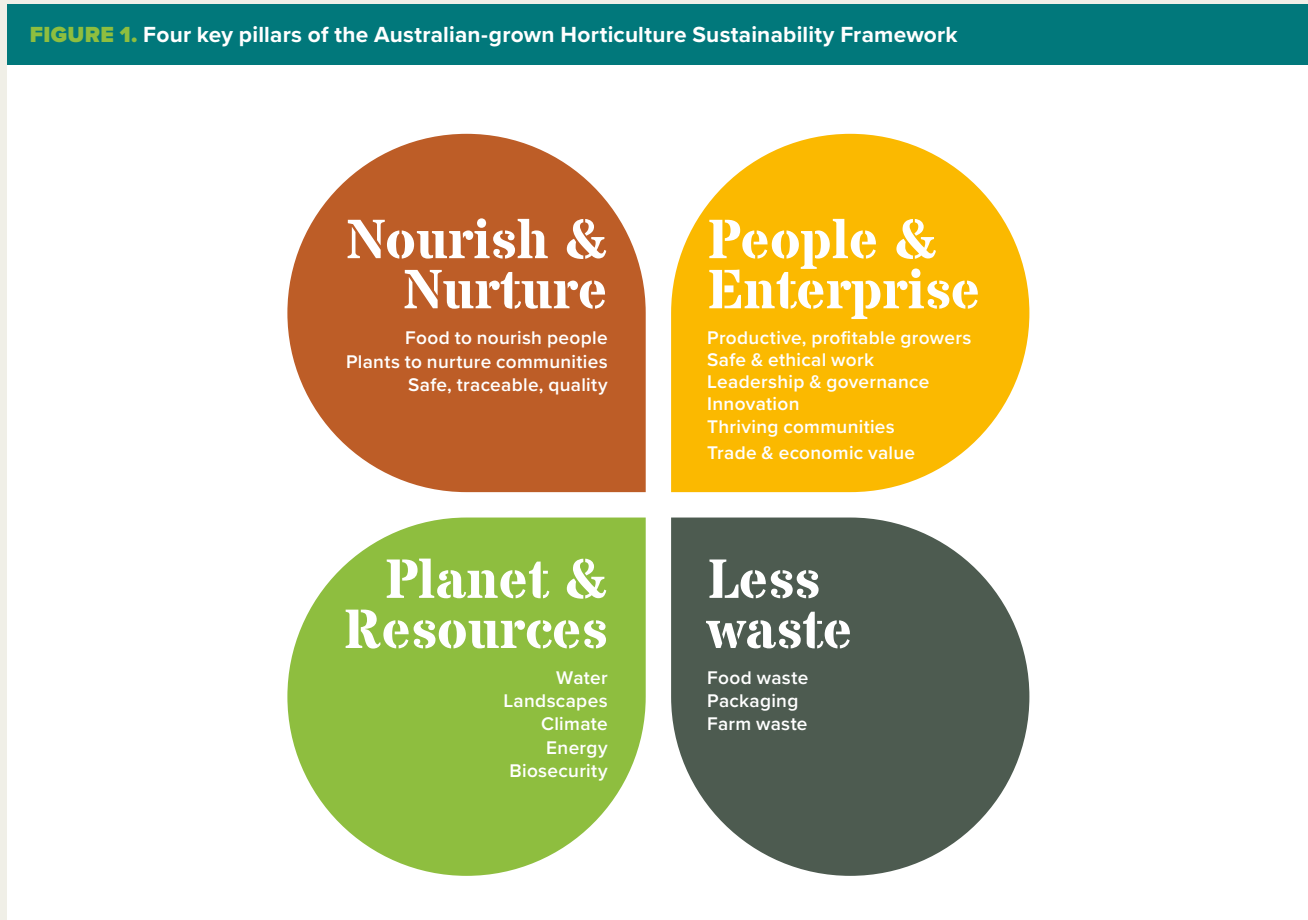 FIGURE 1. Four key pillars of the Australian-grown Horticulture Sustainability Framework
Nourish &
Nurture
Food to nourish people
Plants to nurture communities
Safe, traceable, quality
People &
Enterprise
Productive, profitable growers
Safe & ethical work
Leadership & governance
Innovation
Thriving communities
Trade & economic value
Planet &
Resources
Water
Landscapes
Climate
Energy
Biosecurity
Less
waste
Food waste
Packaging
Farm waste